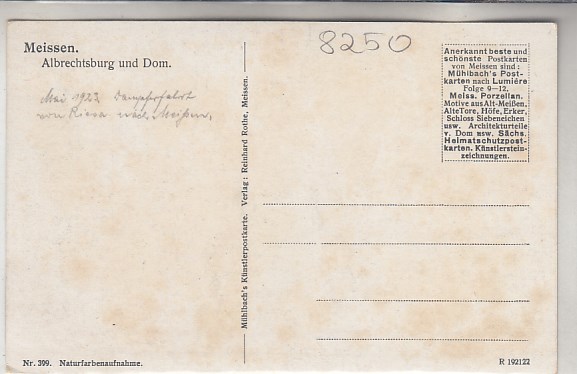 Meissen.
Albrechtsburg und Dom.
Mai 1923 Dampferfahrt
von Riesa nach Meißen.
8250
Anerkannt beste und
schönste Postkarten
von Meissen sind:
Mühlbach's Post-
karten nach Lumière
Folge 9–12.
Meiss. Porzellan.
Motive aus Alt-Meißen,
Alte Tore, Höfe, Erker,
Schloss Siebeneichen
usw. Architekturteile
v. Dom usw. Sächs.
Heimatschutzpost-
karten. Künstlerstein-
zeichnungen.
Mühlbach's Künstlerpostkarte. Verlag: Reinhard Rothe, Meissen.
Nr. 399. Naturfarbenaufnahme.
R 192122